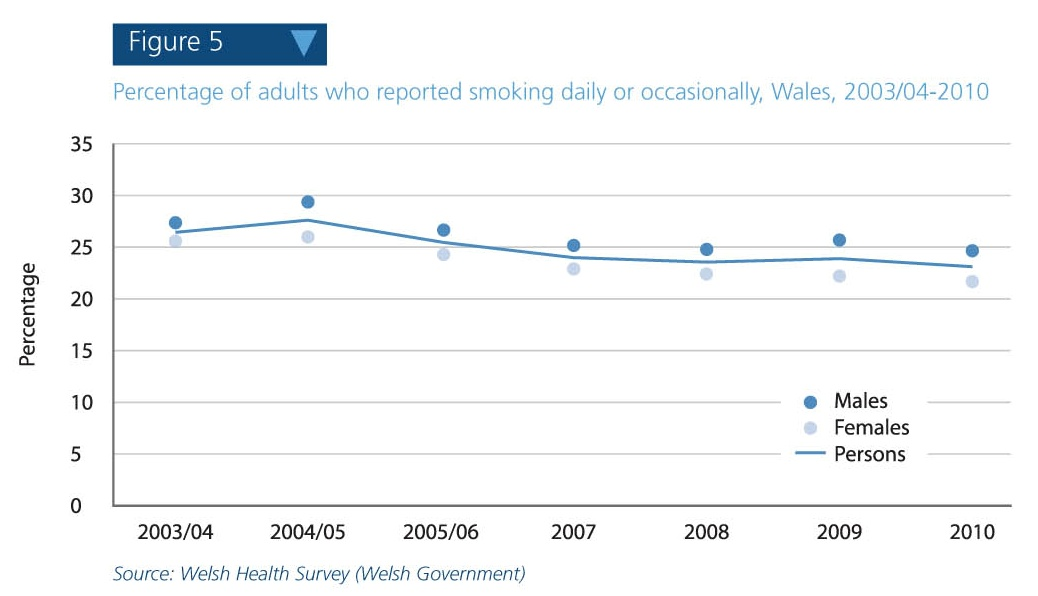 Figure 5
Percentage of adults who reported smoking daily or occasionally, Wales, 2003/04-2010
35
30
25
20
15
10
5
0
Percentage
Males
Females
Persons
2003/04 2004/05 2005/06 2007 2008 2009 2010
Source: Welsh Health Survey (Welsh Government)